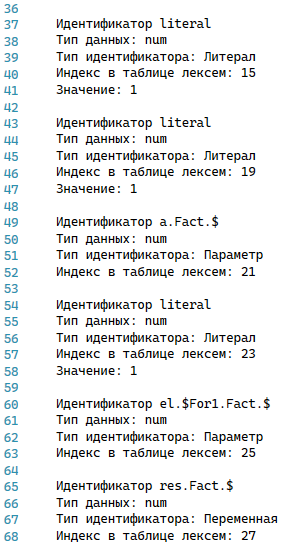 36
37 Идентификатор literal
38 Тип данных: num
39 Тип идентификатора: Литерал
40 Индекс в таблице лексем: 15
41 Значение: 1
42
43 Идентификатор literal
44 Тип данных: num
45 Тип идентификатора: Литерал
46 Индекс в таблице лексем: 19
47 Значение: 1
48
49 Идентификатор a.Fact.$
50 Тип данных: num
51 Тип идентификатора: Параметр
52 Индекс в таблице лексем: 21
53
54 Идентификатор literal
55 Тип данных: num
56 Тип идентификатора: Литерал
57 Индекс в таблице лексем: 23
58 Значение: 1
59
60 Идентификатор el.$For1.Fact.$
61 Тип данных: num
62 Тип идентификатора: Параметр
63 Индекс в таблице лексем: 25
64
65 Идентификатор res.Fact.$
66 Тип данных: num
67 Тип идентификатора: Переменная
68 Индекс в таблице лексем: 27